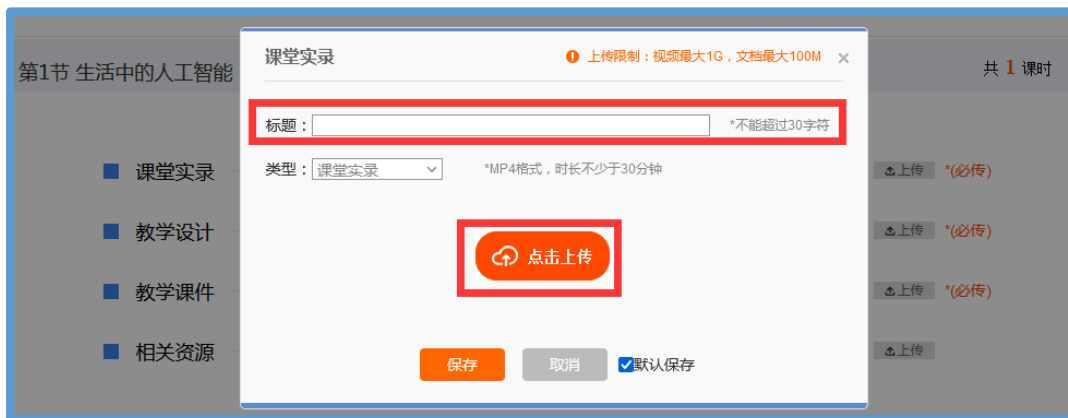 课堂实录
上传限制：视频最大1G，文档最大100M
第1节 生活中的人工智能
共 1 课时
标题：
*不能超过30字符
类型：
课堂实录
*MP4格式，时长不少于30分钟
课堂实录
上传
*(必传)
教学设计
上传
*(必传)
点击上传
教学课件
上传
*(必传)
相关资源
上传
保存
取消
默认保存